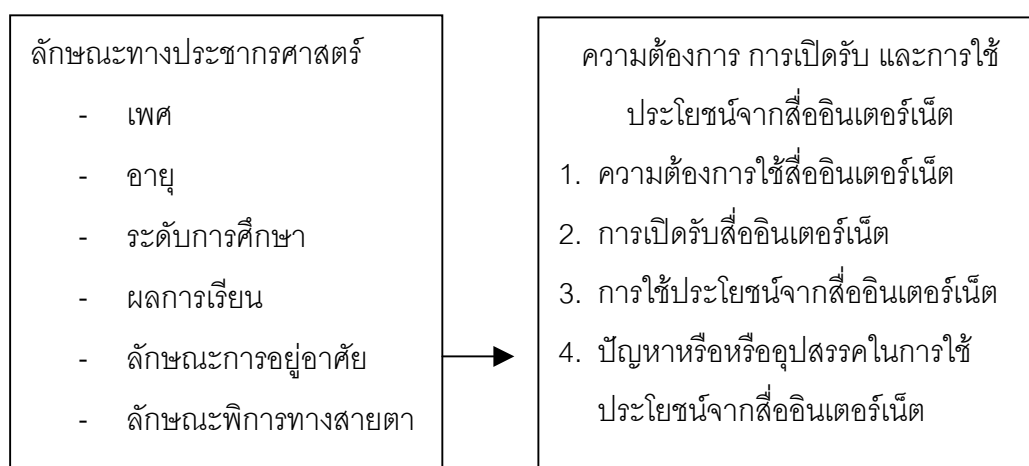 ลักษณะทางประชากรศาสตร์
- เพศ
- อายุ
- ระดับการศึกษา
- ผลการเรียน
- ลักษณะการอยู่อาศัย
- ลักษณะพิการทางสายตา
ความต้องการ การเปิดรับ และการใช้
ประโยชน์จากสื่ออินเตอร์เน็ต
1. ความต้องการใช้สื่ออินเตอร์เน็ต
2. การเปิดรับสื่ออินเตอร์เน็ต
3. การใช้ประโยชน์จากสื่ออินเตอร์เน็ต
4. ปัญหาหรือหรืออุปสรรคในการใช้
ประโยชน์จากสื่ออินเตอร์เน็ต